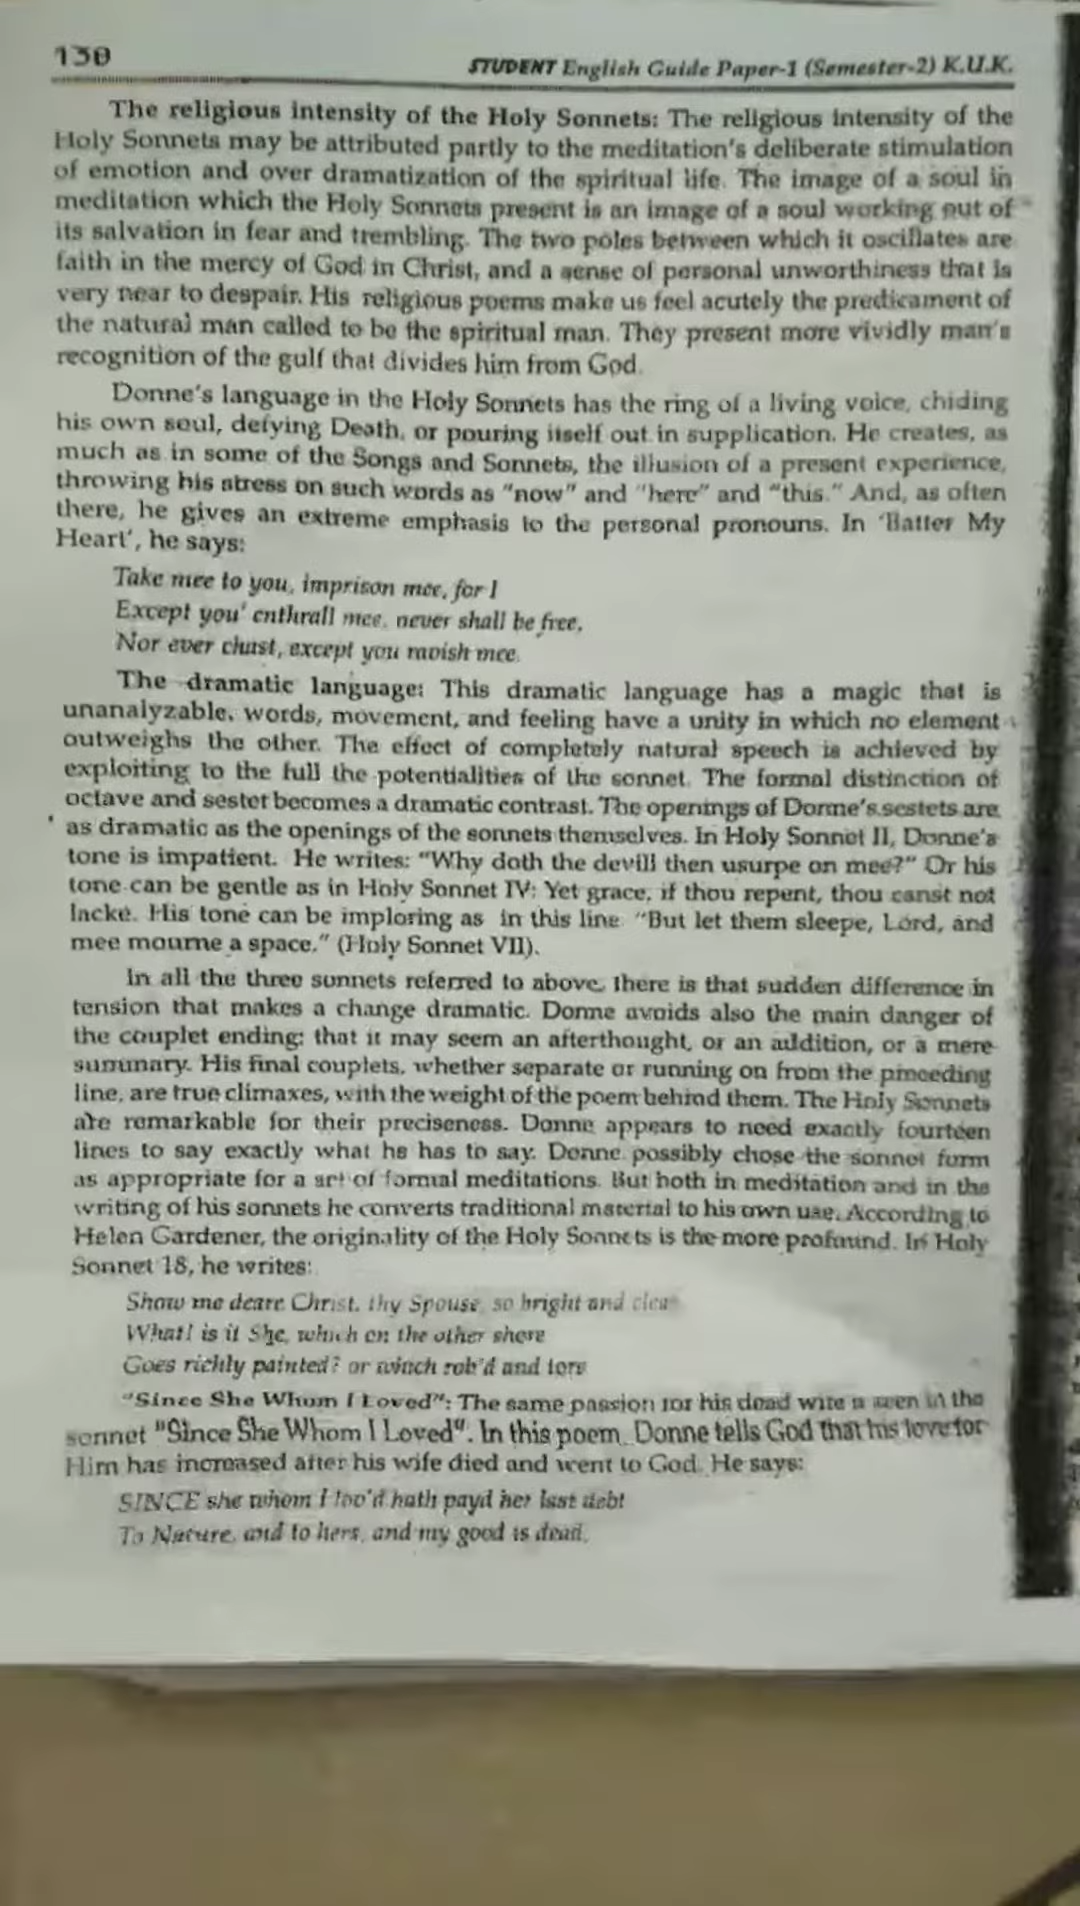 130
STUDENT English Guide Paper-1 (Semester-2) K.U.K.
The religious intensity of the Holy Sonnets: The religious intensity of the
Holy Sonnets may be attributed partly to the meditation's deliberate stimulation
of emotion and over dramatization of the spiritual life. The image of a soul in
meditation which the Holy Sonnets present is an image of a soul working out of
its salvation in fear and trembling. The two poles between which it oscillates are
faith in the mercy of God in Christ, and a sense of personal unworthiness that is
very near to despair. His religious poems make us feel acutely the predicament of
the natural man called to be the spiritual man. They present more vividly man's
recognition of the gulf that divides him from God.
Donne's language in the Holy Sonnets has the ring of a living voice, chiding
his own soul, defying Death, or pouring itself out in supplication. He creates, as
much as in some of the Songs and Sonnets, the illusion of a present experience,
throwing his stress on such words as "now" and "here" and "this." And, as often
there, he gives an extreme emphasis to the personal pronouns. In 'Batter My
Heart', he says:
Take mee to you, imprison mee, for I
Except you' enthrall mee, never shall be free,
Nor ever chast, except you ravish mee.
The dramatic language: This dramatic language has a magic that is
unanalyzable, words, movement, and feeling have a unity in which no element
outweighs the other. The effect of completely natural speech is achieved by
exploiting to the full the potentialities of the sonnet. The formal distinction of
octave and sestet becomes a dramatic contrast. The openings of Donne's sestets are
as dramatic as the openings of the sonnets themselves. In Holy Sonnet II, Donne's
tone is impatient. He writes: "Why doth the devill then usurpe on mee?" Or his
tone can be gentle as in Holy Sonnet IV: Yet grace, if thou repent, thou canst not
lacke. His tone can be imploring as in this line "But let them sleepe, Lord, and
mee mourne a space." (Holy Sonnet VII).
In all the three sonnets referred to above, there is that sudden difference in
tension that makes a change dramatic. Donne avoids also the main danger of
the couplet ending: that it may seem an afterthought, or an addition, or a mere
summary. His final couplets, whether separate or running on from the preceding
line, are true climaxes, with the weight of the poem behind them. The Holy Sonnets
are remarkable for their preciseness. Donne appears to need exactly fourteen
lines to say exactly what he has to say. Donne possibly chose the sonnet form
as appropriate for a set of formal meditations. But both in meditation and in the
writing of his sonnets he converts traditional material to his own use. According to
Helen Gardener, the originality of the Holy Sonnets is the more profound. In Holy
Sonnet 18, he writes:
Show me deare Christ, thy Spouse, so bright and clear
What! is it She, which on the other shore
Goes richly painted? or which rob'd and tore
"Since She Whom I Loved": The same passion for his dead wife is seen in the
sonnet "Since She Whom I Loved". In this poem Donne tells God that his love for
Him has increased after his wife died and went to God. He says:
SINCE she whom I lov'd hath payd her last debt
To Nature, and to hers, and my good is dead,